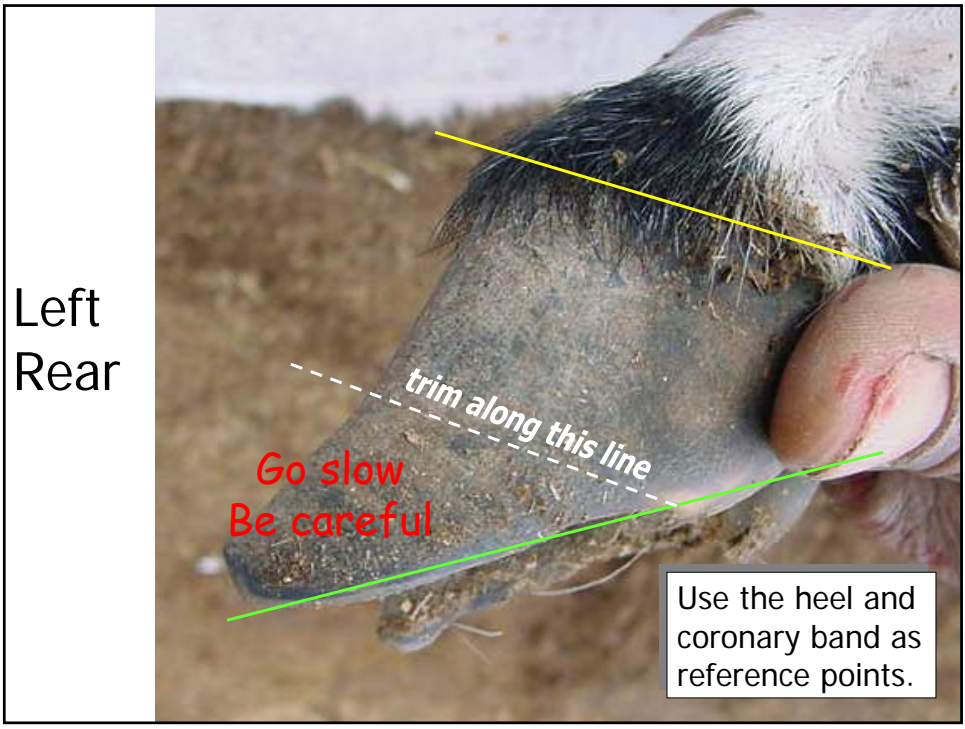 Left
Rear
trim along this line
Go slow
Be careful
Use the heel and
coronary band as
reference points.